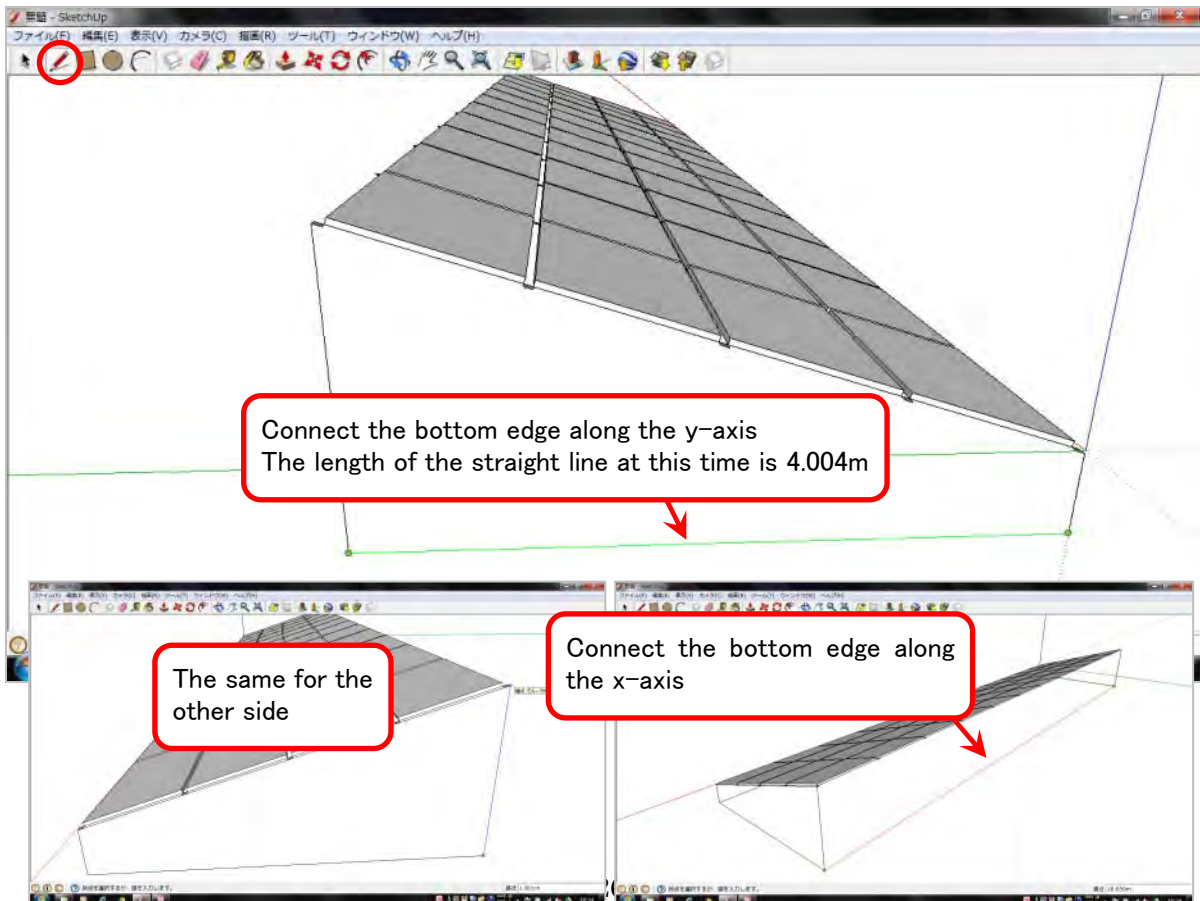 無題 - SketchUp
ファイル(F) 編集(E) 表示(V) カメラ(C) 描画(R) ツール(T) ウィンドウ(W) ヘルプ(H)
Connect the bottom edge along the y-axis
The length of the straight line at this time is 4.004m
The same for the
other side
Connect the bottom edge along
the x-axis